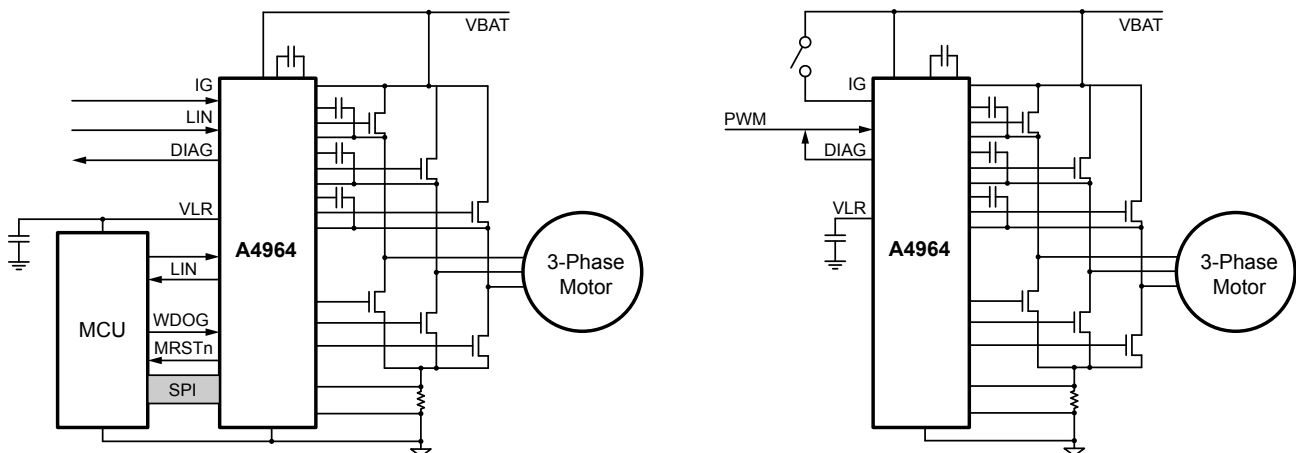 VBAT
IG
LIN
DIAG
VLR
A4964
LIN
MCU
WDOG
MRSTn
SPI
3-Phase
Motor
VBAT
IG
PWM
DIAG
VLR
A4964
3-Phase
Motor